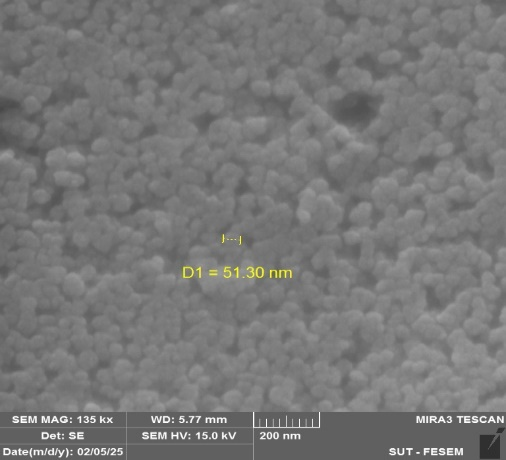 D1 = 51.30 nm
SEM MAG: 135 kx
WD: 5.77 mm
MIRA3 TESCAN
Det: SE
SEM HV: 15.0 kV
200 nm
Date(m/d/y): 02/05/25
SUT - FESEM